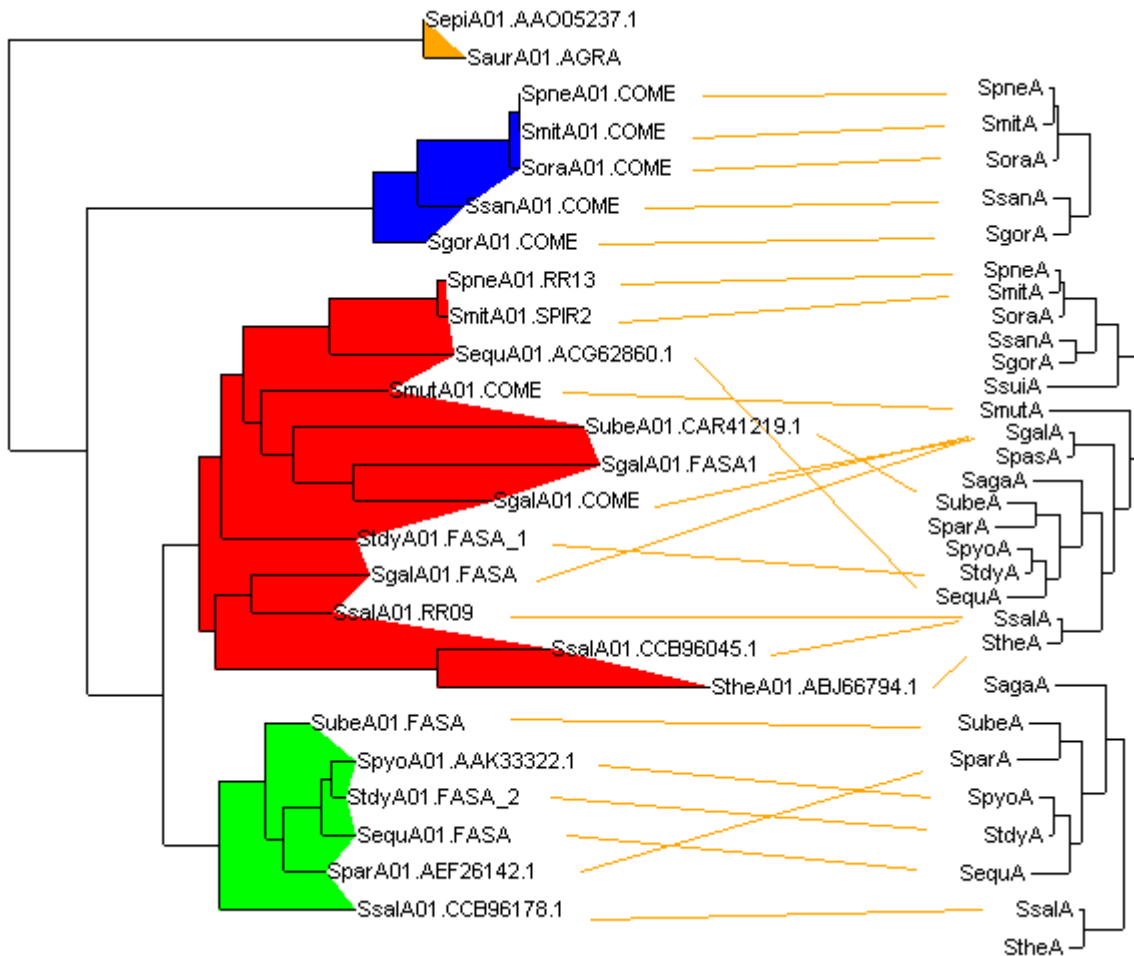 SepiA01.AAO05237.1
SaurA01.AGRA
SpneA01.COME
SmitA01.COME
SoraA01.COME
SsanA01.COME
SgorA01.COME
SpneA01.RR13
SmitA01.SPIR2
SequA01.ACG62860.1
SmutA01.COME
SubeA01.CAR41219.1
SgalA01.FASA1
SgalA01.COME
StdyA01.FASA_1
SgalA01.FASA
SsalA01.RR09
SsalA01.CCB96045.1
StheA01.ABJ66794.1
SubeA01.FASA
SpyoA01.AAK33322.1
StdyA01.FASA_2
SequA01.FASA
SparA01.AEF26142.1
SsalA01.CCB96178.1
SpneA
SmitA
SoraA
SsanA
SgorA
SpneA
SmitA
SoraA
SsanA
SgorA
SsuiA
SmutA
SgalA
SpasA
SagaA
SubeA
SparA
SpyoA
StdyA
SequA
SsalA
StheA
SagaA
SubeA
SparA
SpyoA
StdyA
SequA
SsalA
StheA